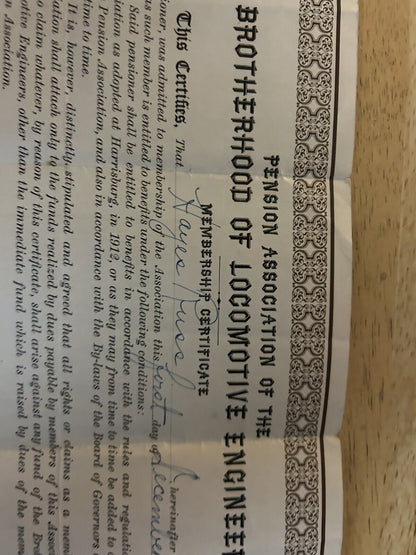 PENSION ASSOCIATION OF THE
BROTHERHOOD OF LOCOMOTIVE ENGINEE
MEMBERSHIP CERTIFICATE
This Certifies, That Hays Russ hereinafter
ioner, was admitted to membership of the Association this first day of December
as such member is entitled to benefits under the following conditions:
Said pensioner shall be entitled to benefits in accordance with the rules and regulatio
iation as adopted at Harrisburg, in 1912, or as they may from time to time be added to o
Pension Association, and also in accordance with the By-laws of the Board of Governors
time to time.
It is, however, distinctly stipulated and agreed that all rights or claims as a mem
ation shall attach only to the funds realized by dues payable by members of this Associ
o claim whatever, by reason of this certificate, shall arise against any fund of the Bro
otive Engineers, other than the immediate fund which is raised by dues of the mem
n Association.